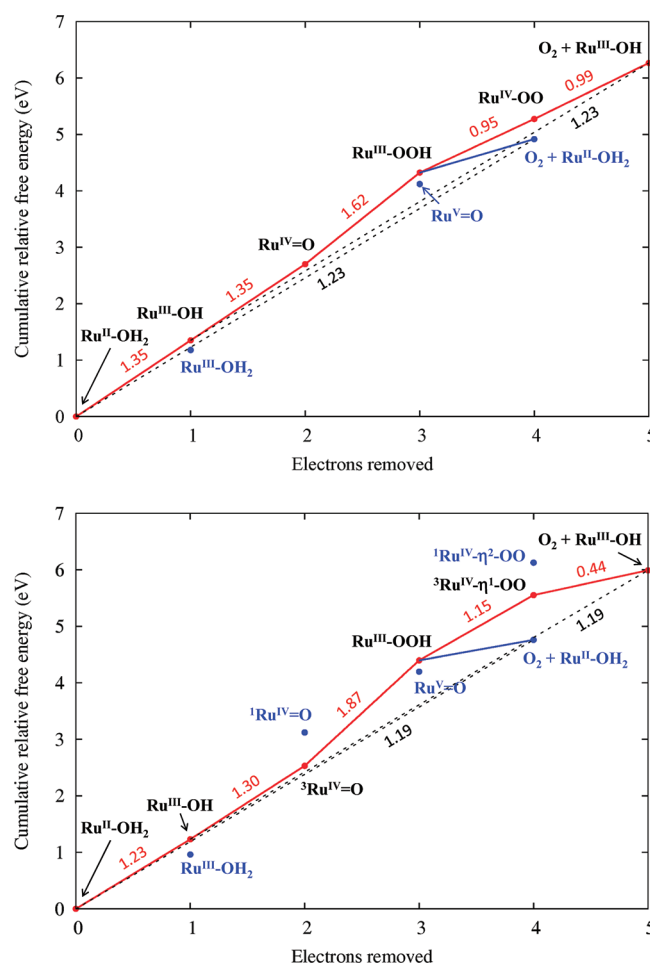 7
6
5
4
3
2
1
0
Cumulative relative free energy (eV)
O₂ + Ruᴵᴵᴵ-OH
0.99
Ruᴵⱽ-OO
1.23
0.95
Ruᴵᴵᴵ-OOH
O₂ + Ruᴵᴵ-OH₂
1.62
Ruⱽ=O
Ruᴵⱽ=O
1.23
1.35
Ruᴵᴵᴵ-OH
Ruᴵᴵ-OH₂
1.35
Ruᴵᴵᴵ-OH₂
0 1 2 3 4 5
Electrons removed
7
6
5
4
3
2
1
0
Cumulative relative free energy (eV)
O₂ + Ruᴵᴵᴵ-OH
¹Ruᴵⱽ-η²-OO
0.44
³Ruᴵⱽ-η¹-OO
1.15
1.19
Ruᴵᴵᴵ-OOH
O₂ + Ruᴵᴵ-OH₂
Ruⱽ=O
1.87
1.19
¹Ruᴵⱽ=O
³Ruᴵⱽ=O
1.30
Ruᴵᴵᴵ-OH
Ruᴵᴵ-OH₂
1.23
Ruᴵᴵᴵ-OH₂
0 1 2 3 4 5
Electrons removed